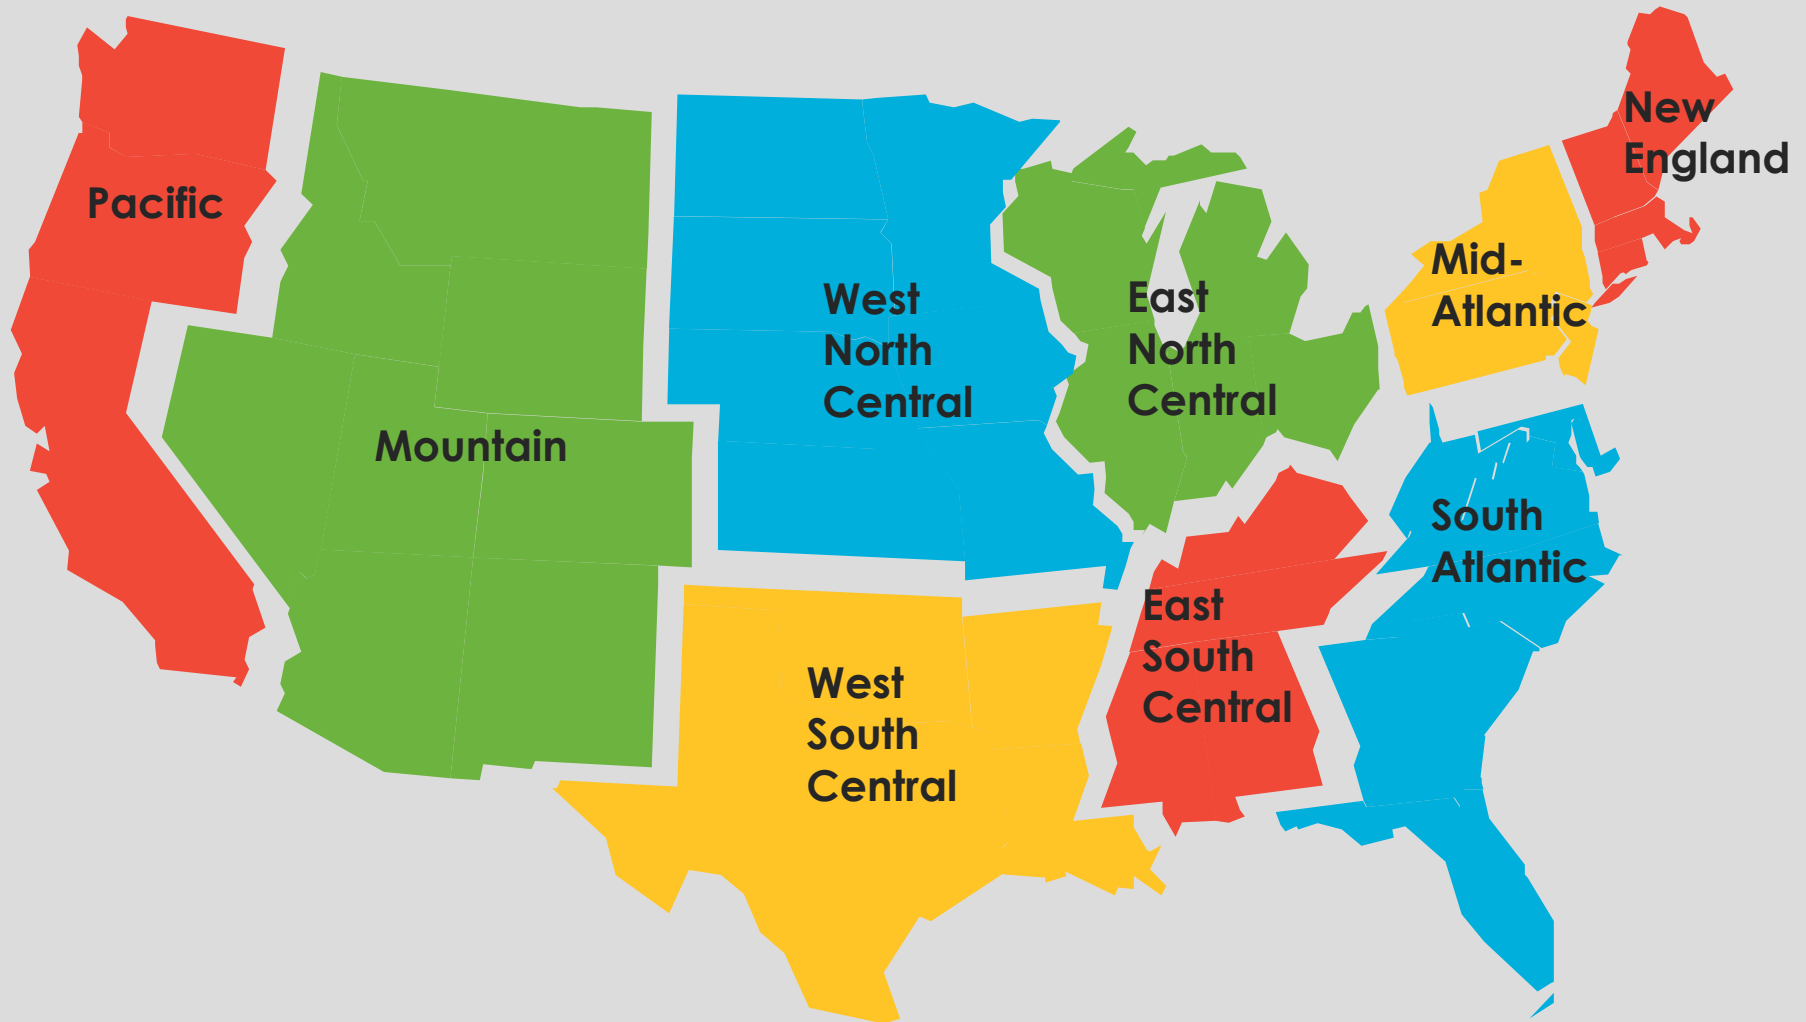 Pacific
Mountain
West
North
Central
West
South
Central
East
North
Central
East
South
Central
New
England
Mid-
Atlantic
South
Atlantic